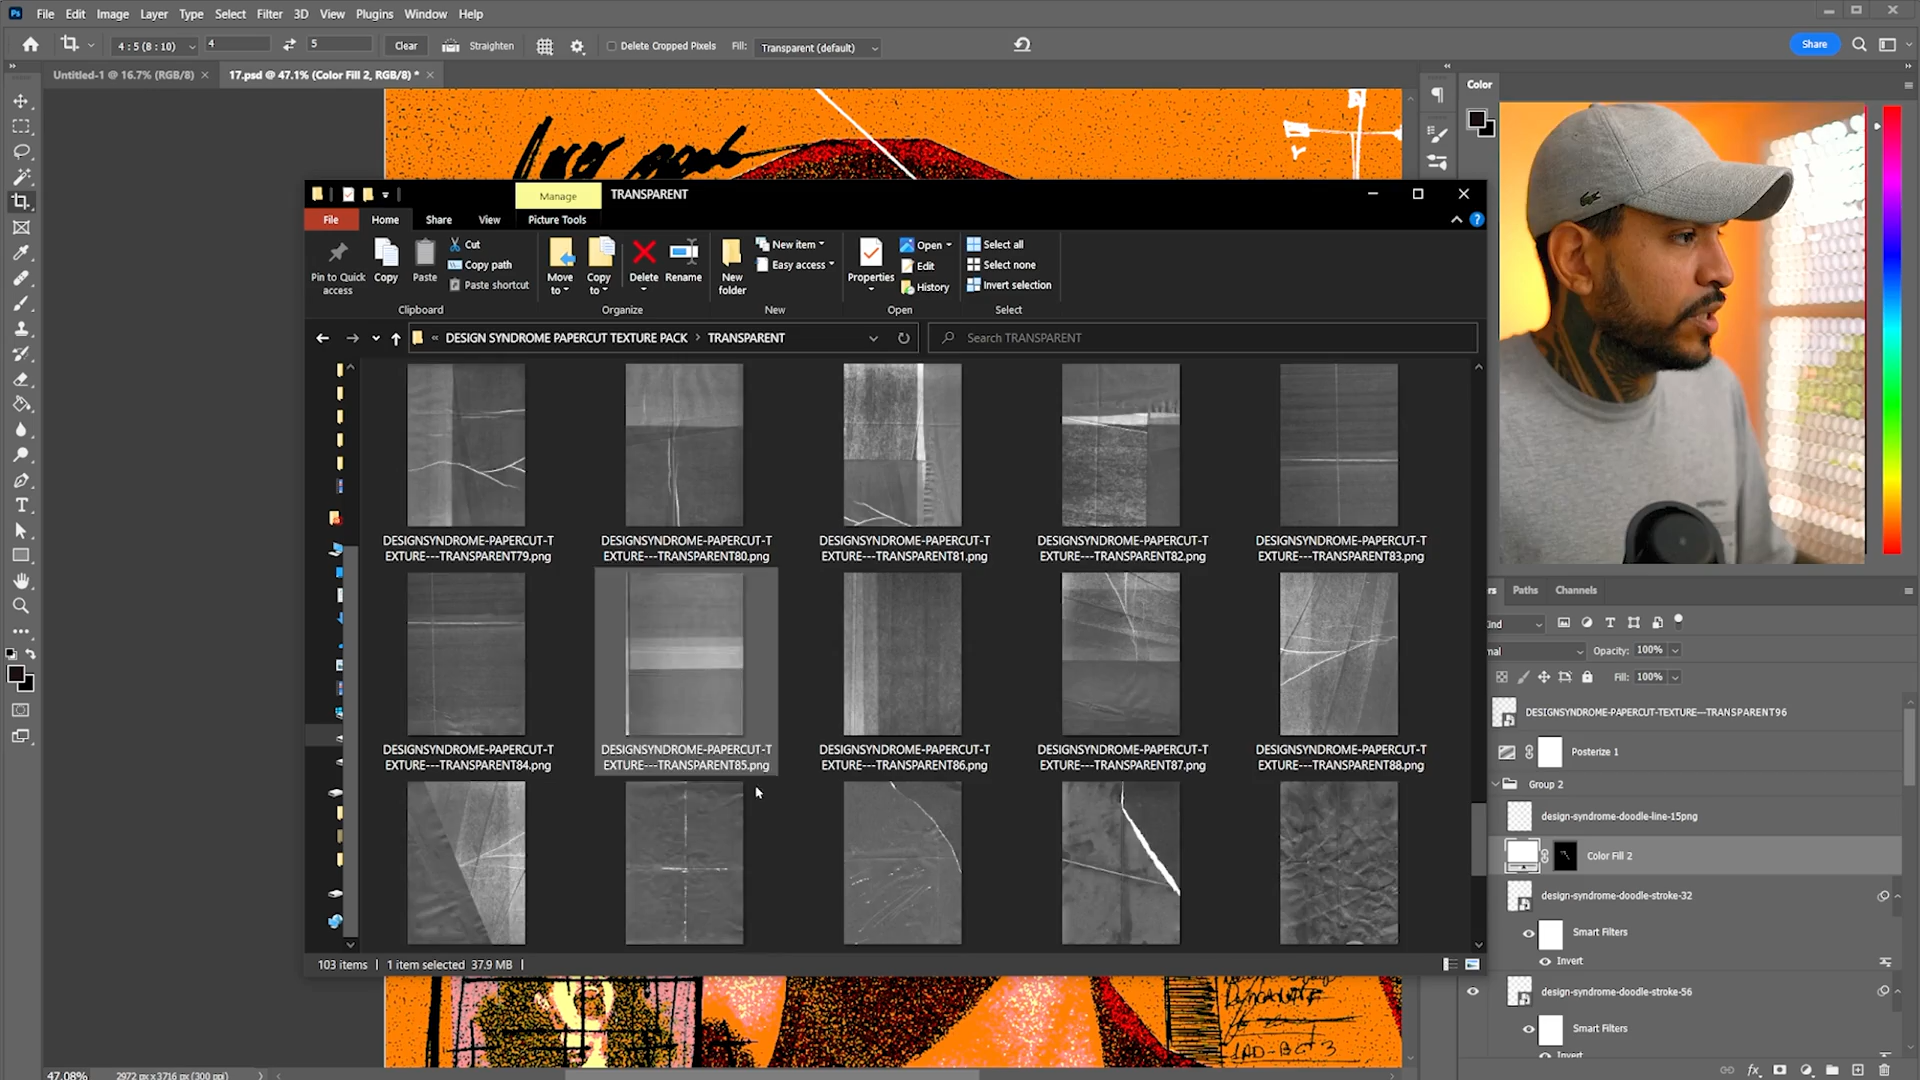 Ps File Edit Image Layer Type Select Filter 3D View Plugins Window Help
4 : 5 (8 : 10) 4 5 Clear Straighten Delete Cropped Pixels Fill: Transparent (default) Share
Untitled-1 @ 16.7% (RGB/8) × 17.psd @ 47.1% (Color Fill 2, RGB/8) * ×
Color
Manage TRANSPARENT
File Home Share View Picture Tools
Pin to Quick access
Copy
Paste
Cut
Copy path
Paste shortcut
Clipboard
Move to
Copy to
Delete
Rename
Organize
New folder
New item
Easy access
New
Properties
Open
Edit
History
Open
Select all
Select none
Invert selection
Select
« DESIGN SYNDROME PAPERCUT TEXTURE PACK > TRANSPARENT
Search TRANSPARENT
DESIGNSYNDROME-PAPERCUT-T
EXTURE---TRANSPARENT79.png
DESIGNSYNDROME-PAPERCUT-T
EXTURE---TRANSPARENT80.png
DESIGNSYNDROME-PAPERCUT-T
EXTURE---TRANSPARENT81.png
DESIGNSYNDROME-PAPERCUT-T
EXTURE---TRANSPARENT82.png
DESIGNSYNDROME-PAPERCUT-T
EXTURE---TRANSPARENT83.png
DESIGNSYNDROME-PAPERCUT-T
EXTURE---TRANSPARENT84.png
DESIGNSYNDROME-PAPERCUT-T
EXTURE---TRANSPARENT85.png
DESIGNSYNDROME-PAPERCUT-T
EXTURE---TRANSPARENT86.png
DESIGNSYNDROME-PAPERCUT-T
EXTURE---TRANSPARENT87.png
DESIGNSYNDROME-PAPERCUT-T
EXTURE---TRANSPARENT88.png
103 items 1 item selected 37.9 MB
Paths Channels
Opacity: 100%
Fill: 100%
DESIGNSYNDROME-PAPERCUT-TEXTURE---TRANSPARENT96
Posterize 1
Group 2
design-syndrome-doodle-line-15png
Color Fill 2
design-syndrome-doodle-stroke-32
Smart Filters
Invert
design-syndrome-doodle-stroke-56
Smart Filters
Invert
47.08% 2972 px x 3716 px (300 ppi)